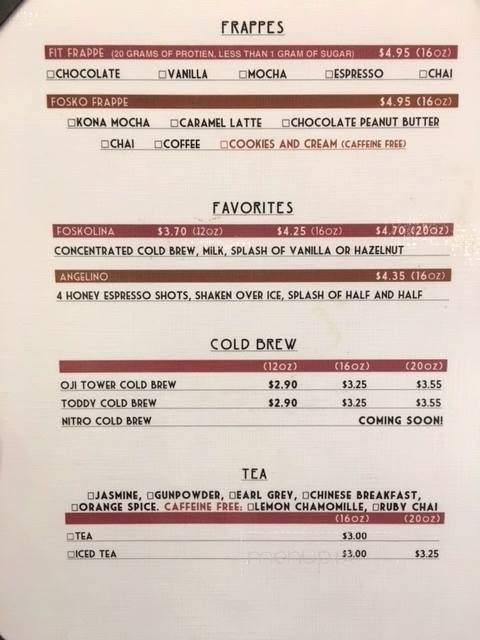 FRAPPES
FIT FRAPPE (20 GRAMS OF PROTIEN, LESS THAN 1 GRAM OF SUGAR) $4.95 (16OZ)
□CHOCOLATE □VANILLA □MOCHA □ESPRESSO □CHAI
FOSKO FRAPPE $4.95 (16OZ)
□KONA MOCHA □CARAMEL LATTE □CHOCOLATE PEANUT BUTTER
□CHAI □COFFEE □COOKIES AND CREAM (CAFFEINE FREE)
FAVORITES
FOSKOLINA $3.70 (12OZ) $4.25 (16OZ) $4.70 (20OZ)
CONCENTRATED COLD BREW, MILK, SPLASH OF VANILLA OR HAZELNUT
ANGELINO $4.35 (16OZ)
4 HONEY ESPRESSO SHOTS, SHAKEN OVER ICE, SPLASH OF HALF AND HALF
COLD BREW
(12OZ) (16OZ) (20OZ)
OJI TOWER COLD BREW $2.90 $3.25 $3.55
TODDY COLD BREW $2.90 $3.25 $3.55
NITRO COLD BREW COMING SOON!
TEA
□JASMINE, □GUNPOWDER, □EARL GREY, □CHINESE BREAKFAST,
□ORANGE SPICE. CAFFEINE FREE: □LEMON CHAMOMILLE, □RUBY CHAI
(16OZ) (20OZ)
□TEA $3.00
□ICED TEA $3.00 $3.25